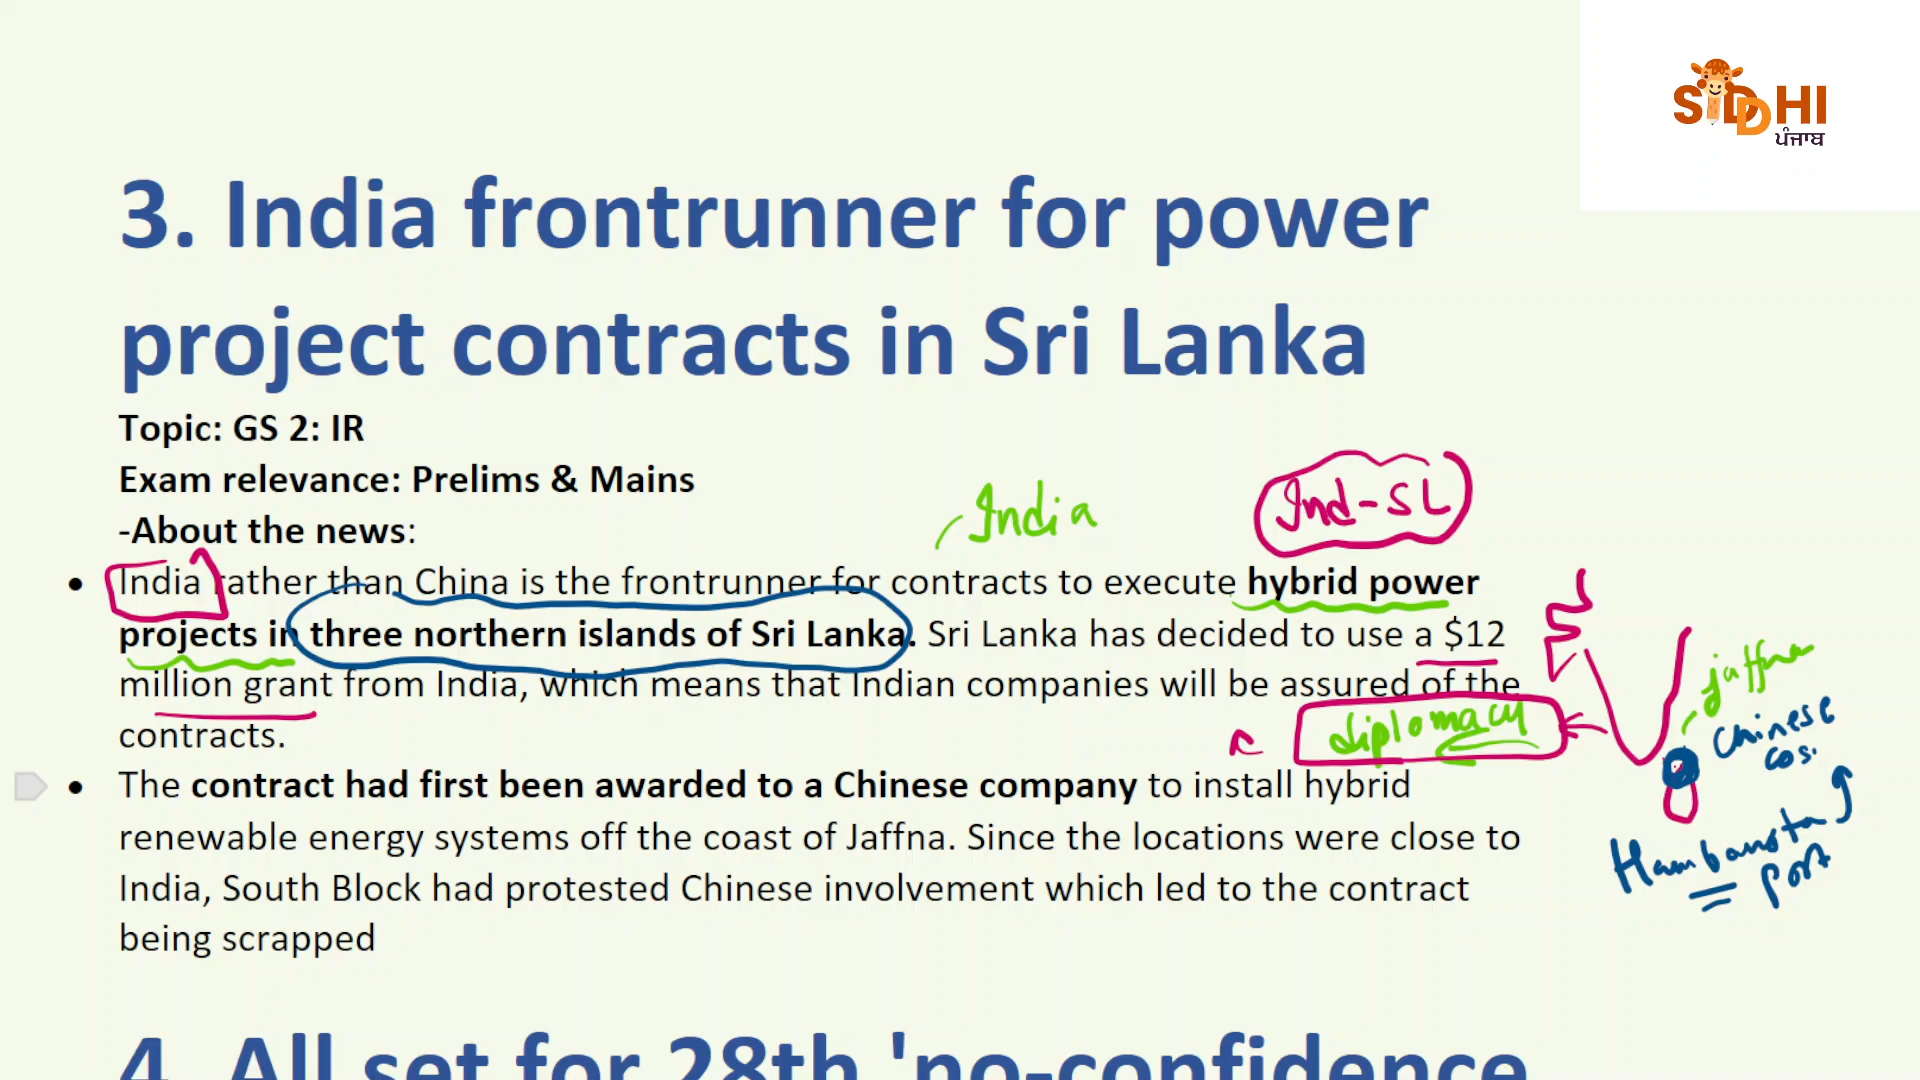 SIDDHI
ਪੰਜਾਬ
3. India frontrunner for power
project contracts in Sri Lanka
Topic: GS 2: IR
Exam relevance: Prelims & Mains
-About the news:
India
Ind-SL
• India rather than China is the frontrunner for contracts to execute hybrid power
projects in three northern islands of Sri Lanka. Sri Lanka has decided to use a $12
million grant from India, which means that Indian companies will be assured of the
contracts.
diplomacy
Jaffna
Chinese
cos.
• The contract had first been awarded to a Chinese company to install hybrid
renewable energy systems off the coast of Jaffna. Since the locations were close to
India, South Block had protested Chinese involvement which led to the contract
being scrapped
port
4. All set for 28th 'no-confidence